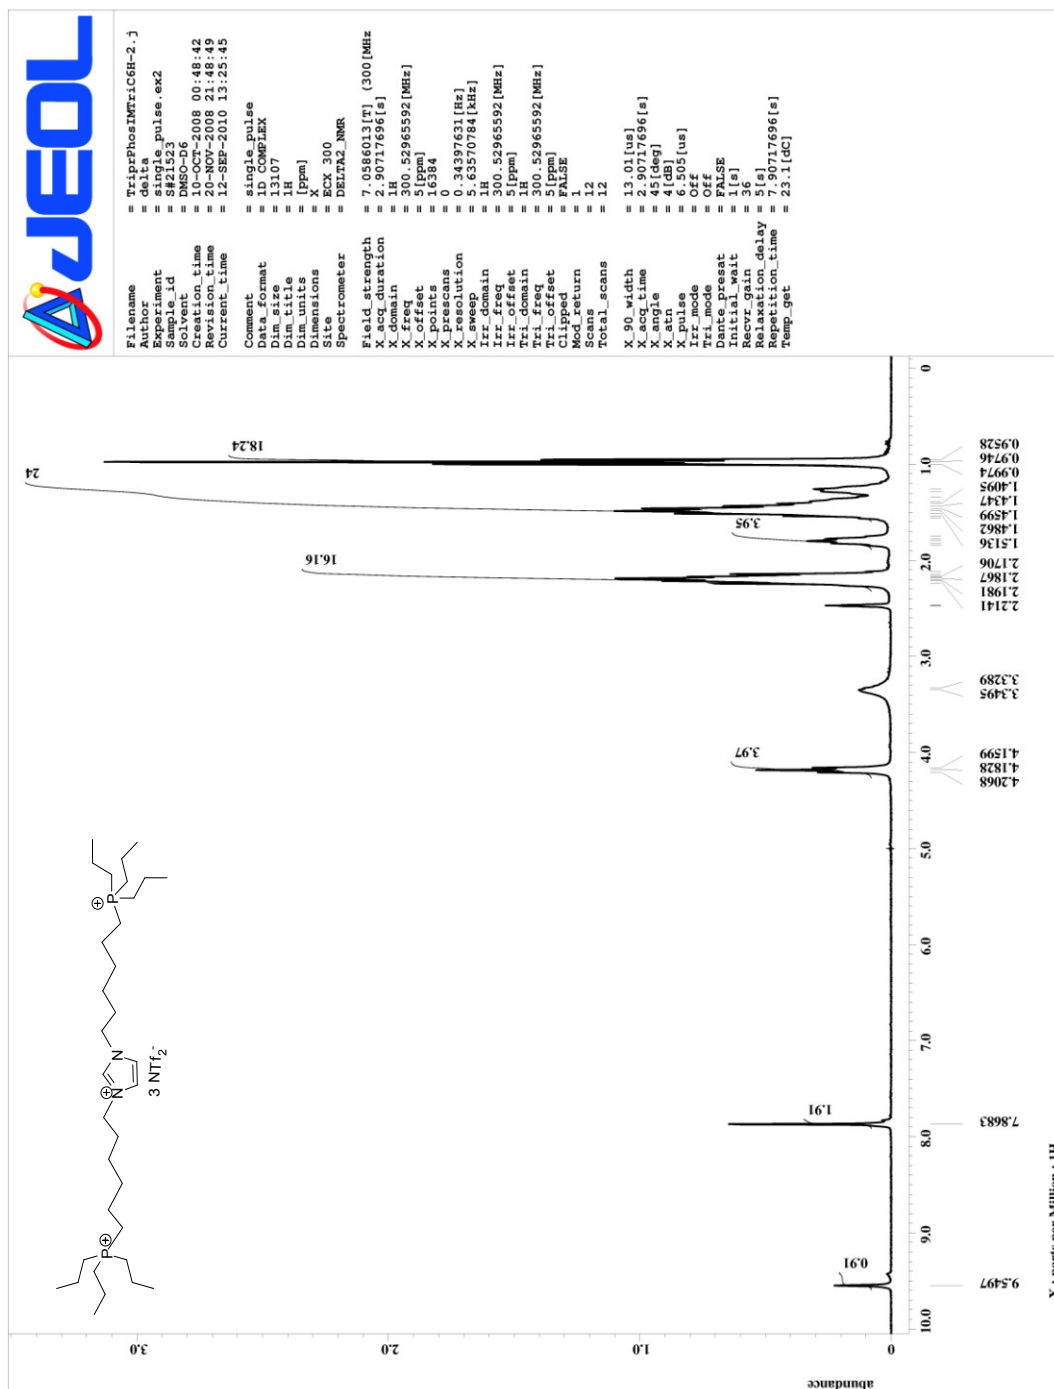 JEOL
Filename = TriprPhosIMTriC6H-2.j
Author = delta
Experiment = single_pulse.ex2
Sample_id = S#21523
Solvent = DMSO-D6
Creation_time = 10-OCT-2008 00:48:42
Revision_time = 20-NOV-2008 21:48:49
Current_time = 12-SEP-2010 13:25:45
Comment = single_pulse
Data_format = 1D COMPLEX
Dim_size = 13107
Dim_title = 1H
Dim_units = [ppm]
Dimensions = X
Site = ECX 300
Spectrometer = DELTA2_NMR
Field_strength = 7.0586013[T] (300[MHz
X_acq_duration = 2.90717696[s]
X_domain = 1H
X_freq = 300.52965592[MHz]
X_offset = 5[ppm]
X_points = 16384
X_prescans = 0
X_resolution = 0.34397631[Hz]
X_sweep = 5.63570784[kHz]
Irr_domain = 1H
Irr_freq = 300.52965592[MHz]
Irr_offset = 5[ppm]
Tri_domain = 1H
Tri_freq = 300.52965592[MHz]
Tri_offset = 5[ppm]
Clipped = FALSE
Mod_return = 1
Scans = 12
Total_scans = 12
X_90_width = 13.01[us]
X_acq_time = 2.90717696[s]
X_angle = 45[deg]
X_atn = 4[dB]
X_pulse = 6.505[us]
Irr_mode = Off
Tri_mode = Off
Dante_presat = FALSE
Initial_wait = 1[s]
Recvr_gain = 36
Relaxation_delay = 5[s]
Repetition_time = 7.90717696[s]
Temp_get = 23.1[dC]
P⊕
⊕N
N
⊕P
3 NTf2-
abundance
0
1.0
2.0
3.0
0.91
1.91
3.97
16.16
3.95
24
18.24
10.0
9.0
8.0
7.0
6.0
5.0
4.0
3.0
2.0
1.0
0
9.5497
7.8683
4.2068
4.1828
4.1599
3.3495
3.3289
2.2141
2.1981
2.1867
2.1706
1.5136
1.4862
1.4599
1.4347
1.4095
0.9974
0.9746
0.9528
X : parts per Million : 1H